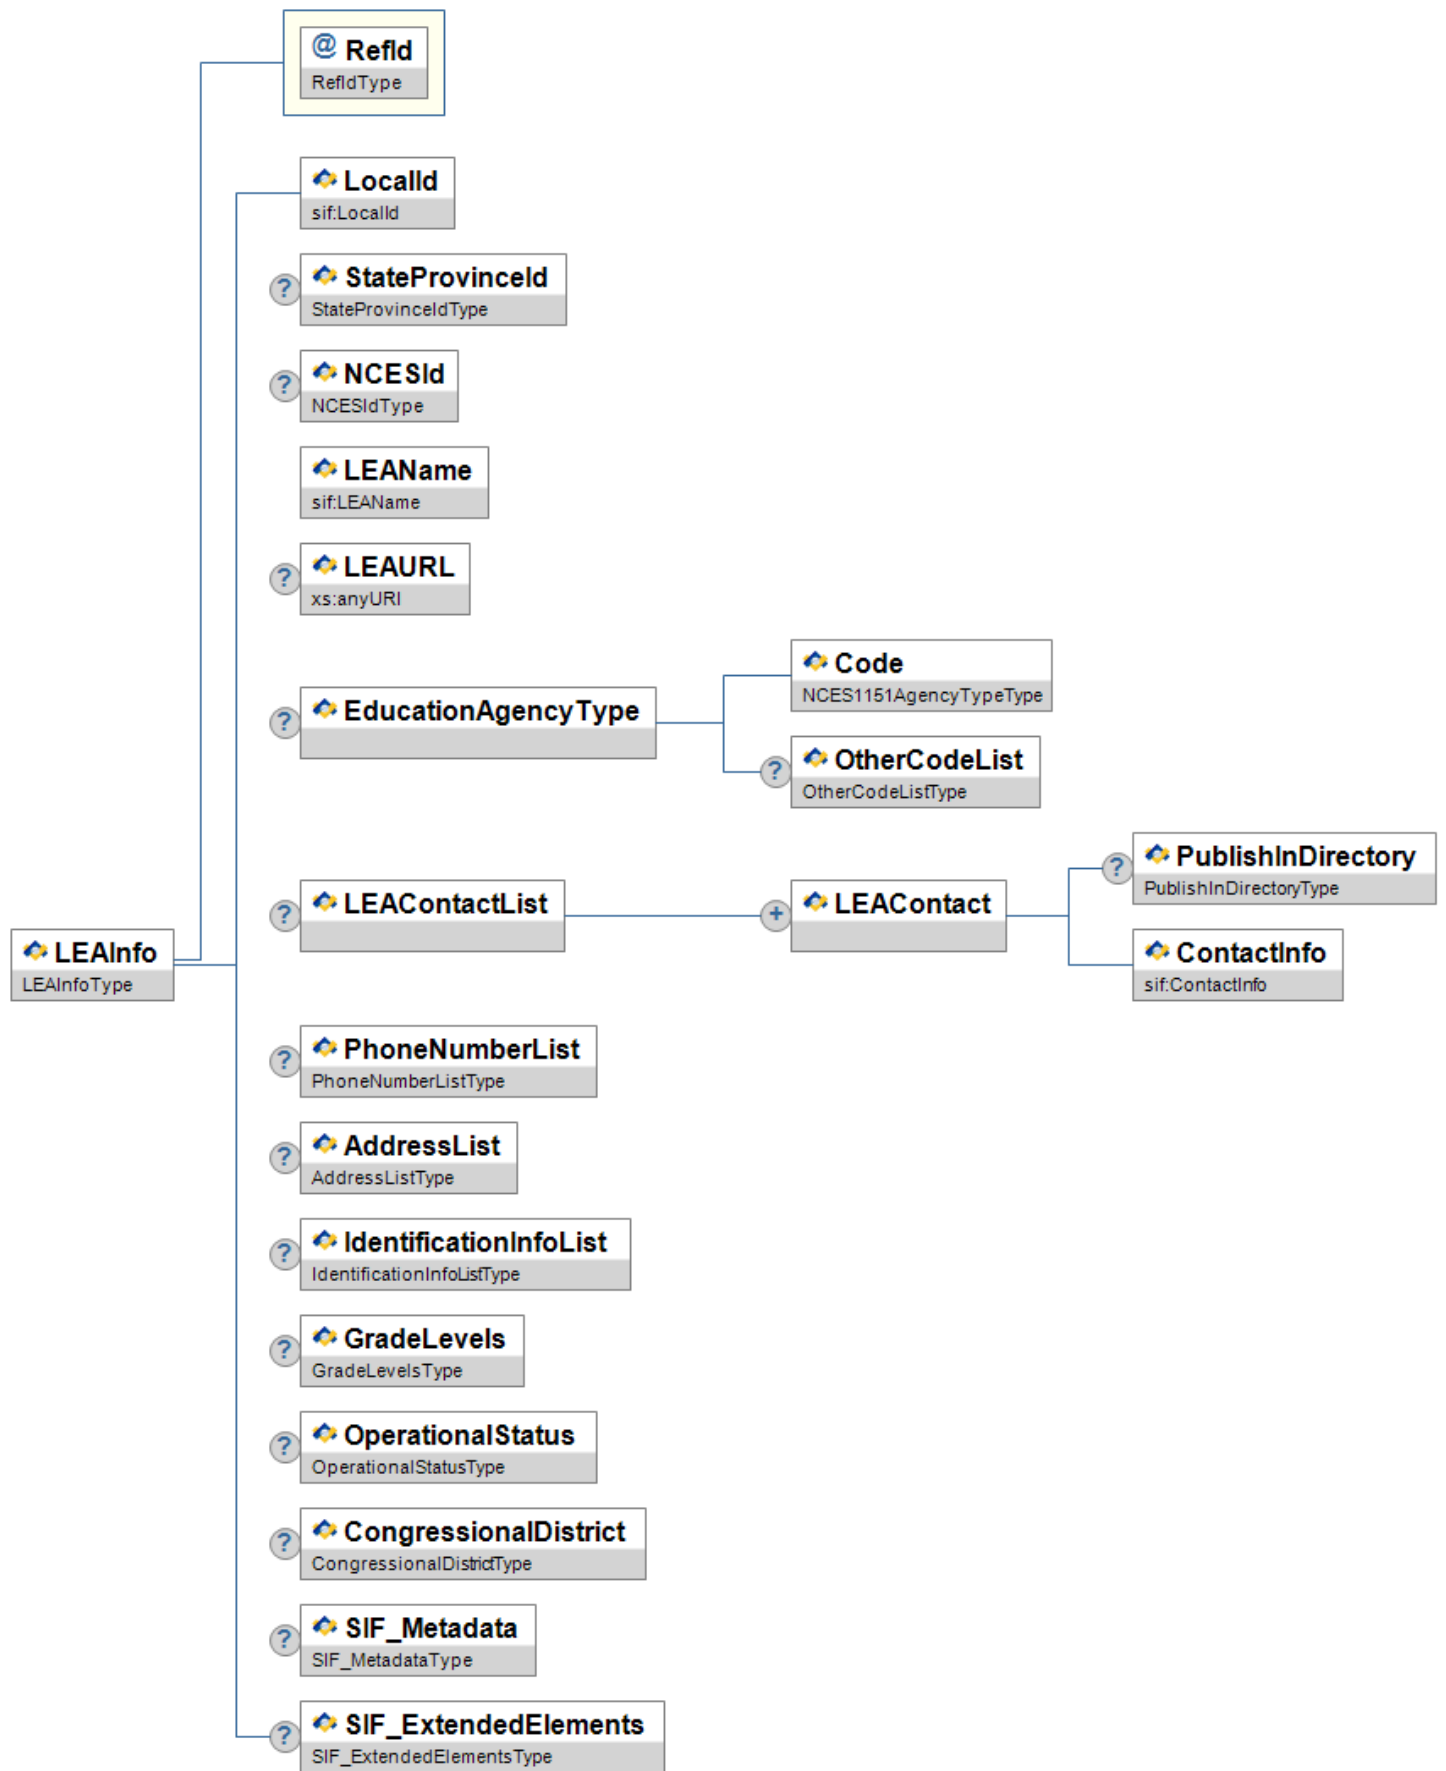 @ RefId
RefIdType
LocalId
sif:LocalId
? StateProvinceId
StateProvinceIdType
? NCESId
NCESIdType
LEAName
sif:LEAName
? LEAURL
xs:anyURI
Code
NCES1151AgencyTypeType
? EducationAgencyType
? OtherCodeList
OtherCodeListType
? PublishInDirectory
PublishInDirectoryType
? LEAContactList
+ LEAContact
ContactInfo
sif:ContactInfo
LEAInfo
LEAInfoType
? PhoneNumberList
PhoneNumberListType
? AddressList
AddressListType
? IdentificationInfoList
IdentificationInfoListType
? GradeLevels
GradeLevelsType
? OperationalStatus
OperationalStatusType
? CongressionalDistrict
CongressionalDistrictType
? SIF_Metadata
SIF_MetadataType
? SIF_ExtendedElements
SIF_ExtendedElementsType